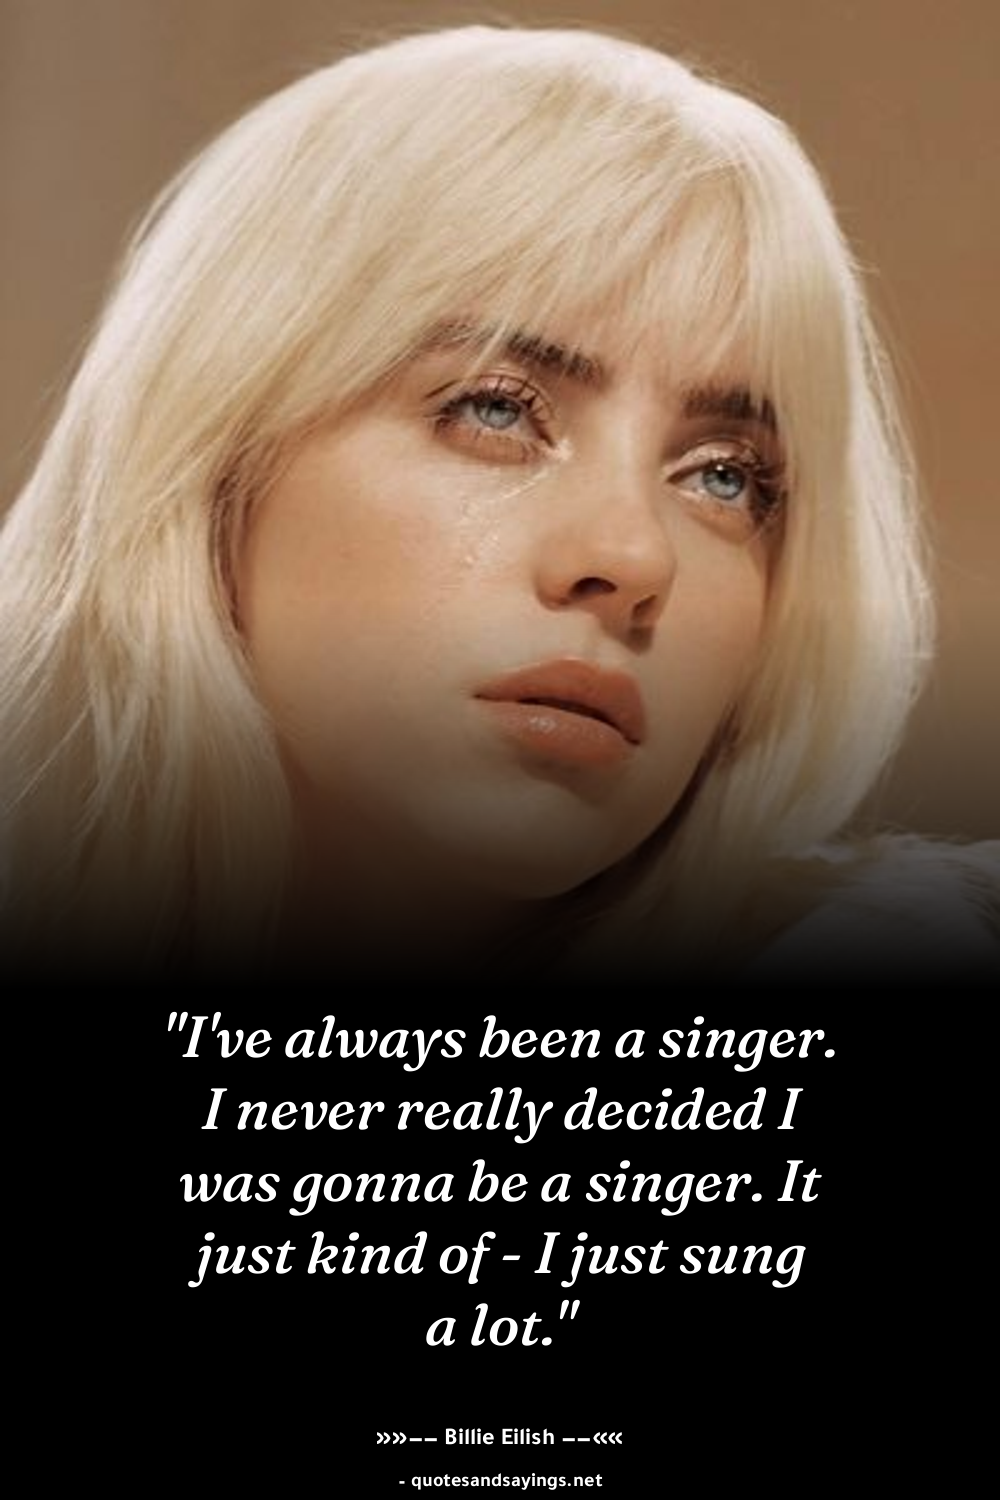 "I've always been a singer.
I never really decided I
was gonna be a singer. It
just kind of - I just sung
a lot."
»»−− Billie Eilish −−««
- quotesandsayings.net